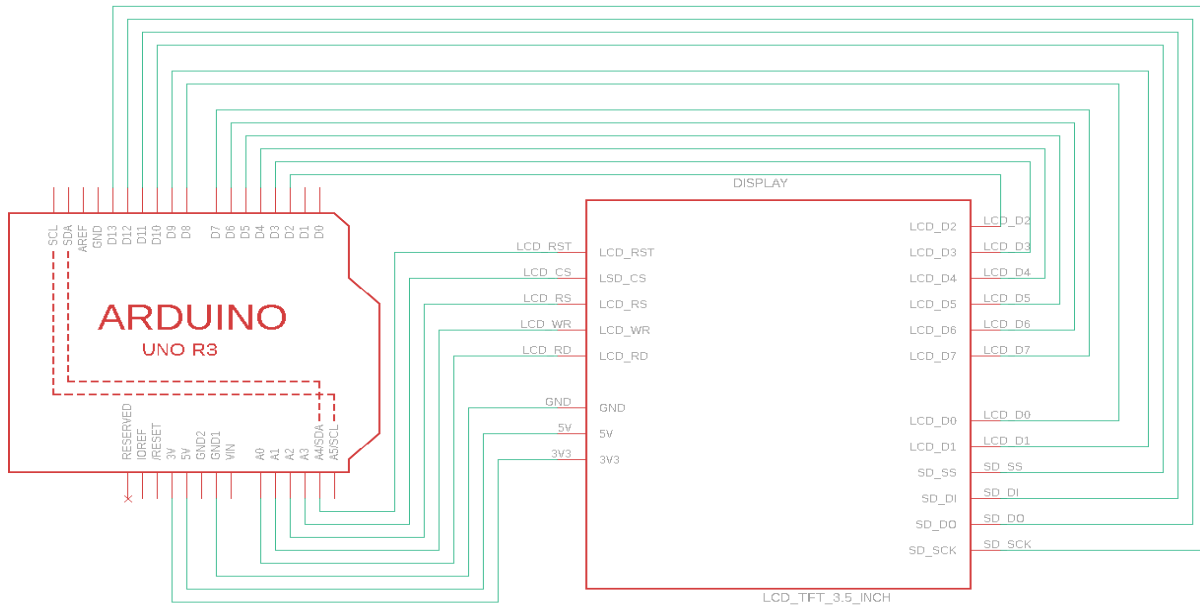 DISPLAY
SCL
SDA
AREF
GND
D13
D12
D11
D10
D9
D8
D7
D6
D5
D4
D3
D2
D1
D0
ARDUINO
UNO R3
RESERVED
IOREF
/RESET
3V
5V
GND2
GND1
VIN
A0
A1
A2
A3
A4/SDA
A5/SCL
LCD_RST
LCD_CS
LCD_RS
LCD_WR
LCD_RD
GND
5V
3V3
LCD_RST
LSD_CS
LCD_RS
LCD_WR
LCD_RD
GND
5V
3V3
LCD_D2
LCD_D3
LCD_D4
LCD_D5
LCD_D6
LCD_D7
LCD_D0
LCD_D1
SD_SS
SD_DI
SD_DO
SD_SCK
LCD_D2
LCD_D3
LCD_D4
LCD_D5
LCD_D6
LCD_D7
LCD_D0
LCD_D1
SD_SS
SD_DI
SD_DO
SD_SCK
LCD_TFT_3.5_INCH